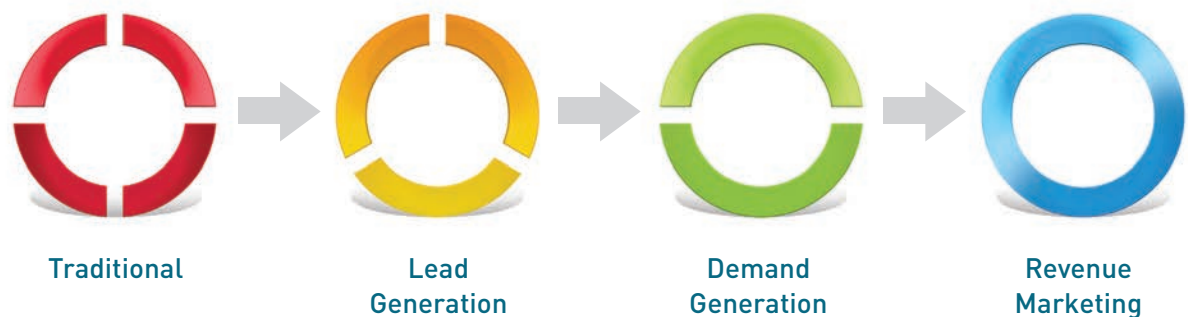 Traditional
Lead
Generation
Demand
Generation
Revenue
Marketing